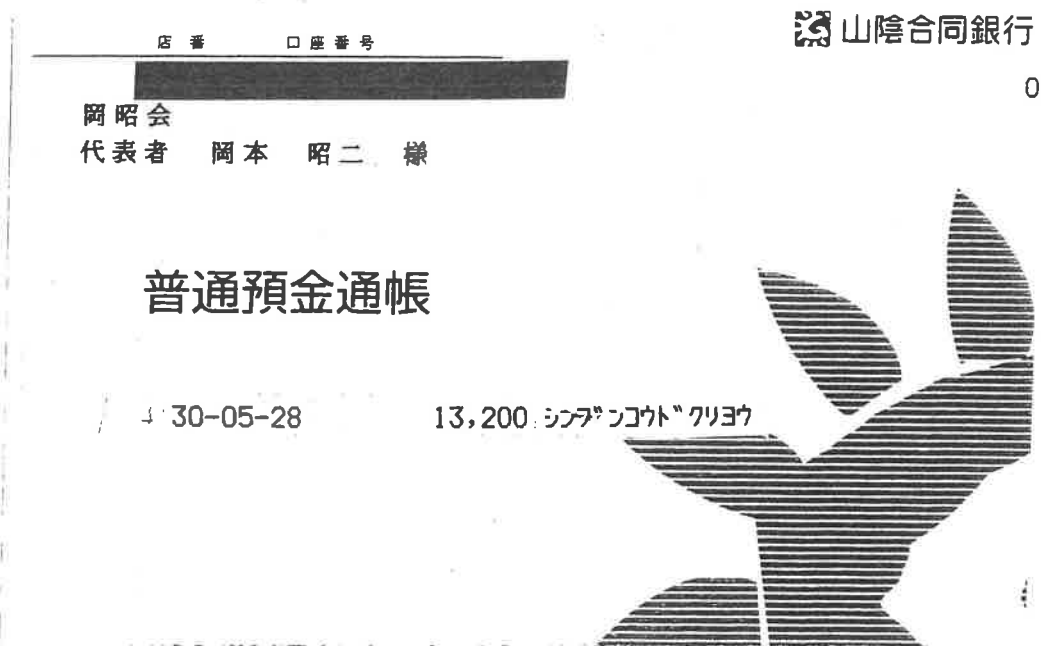 店番 口座番号
山陰合同銀行
0
岡昭会
代表者 岡本 昭二 様
普通預金通帳
30-05-28 13,200 シンブンコウドクリヨウ